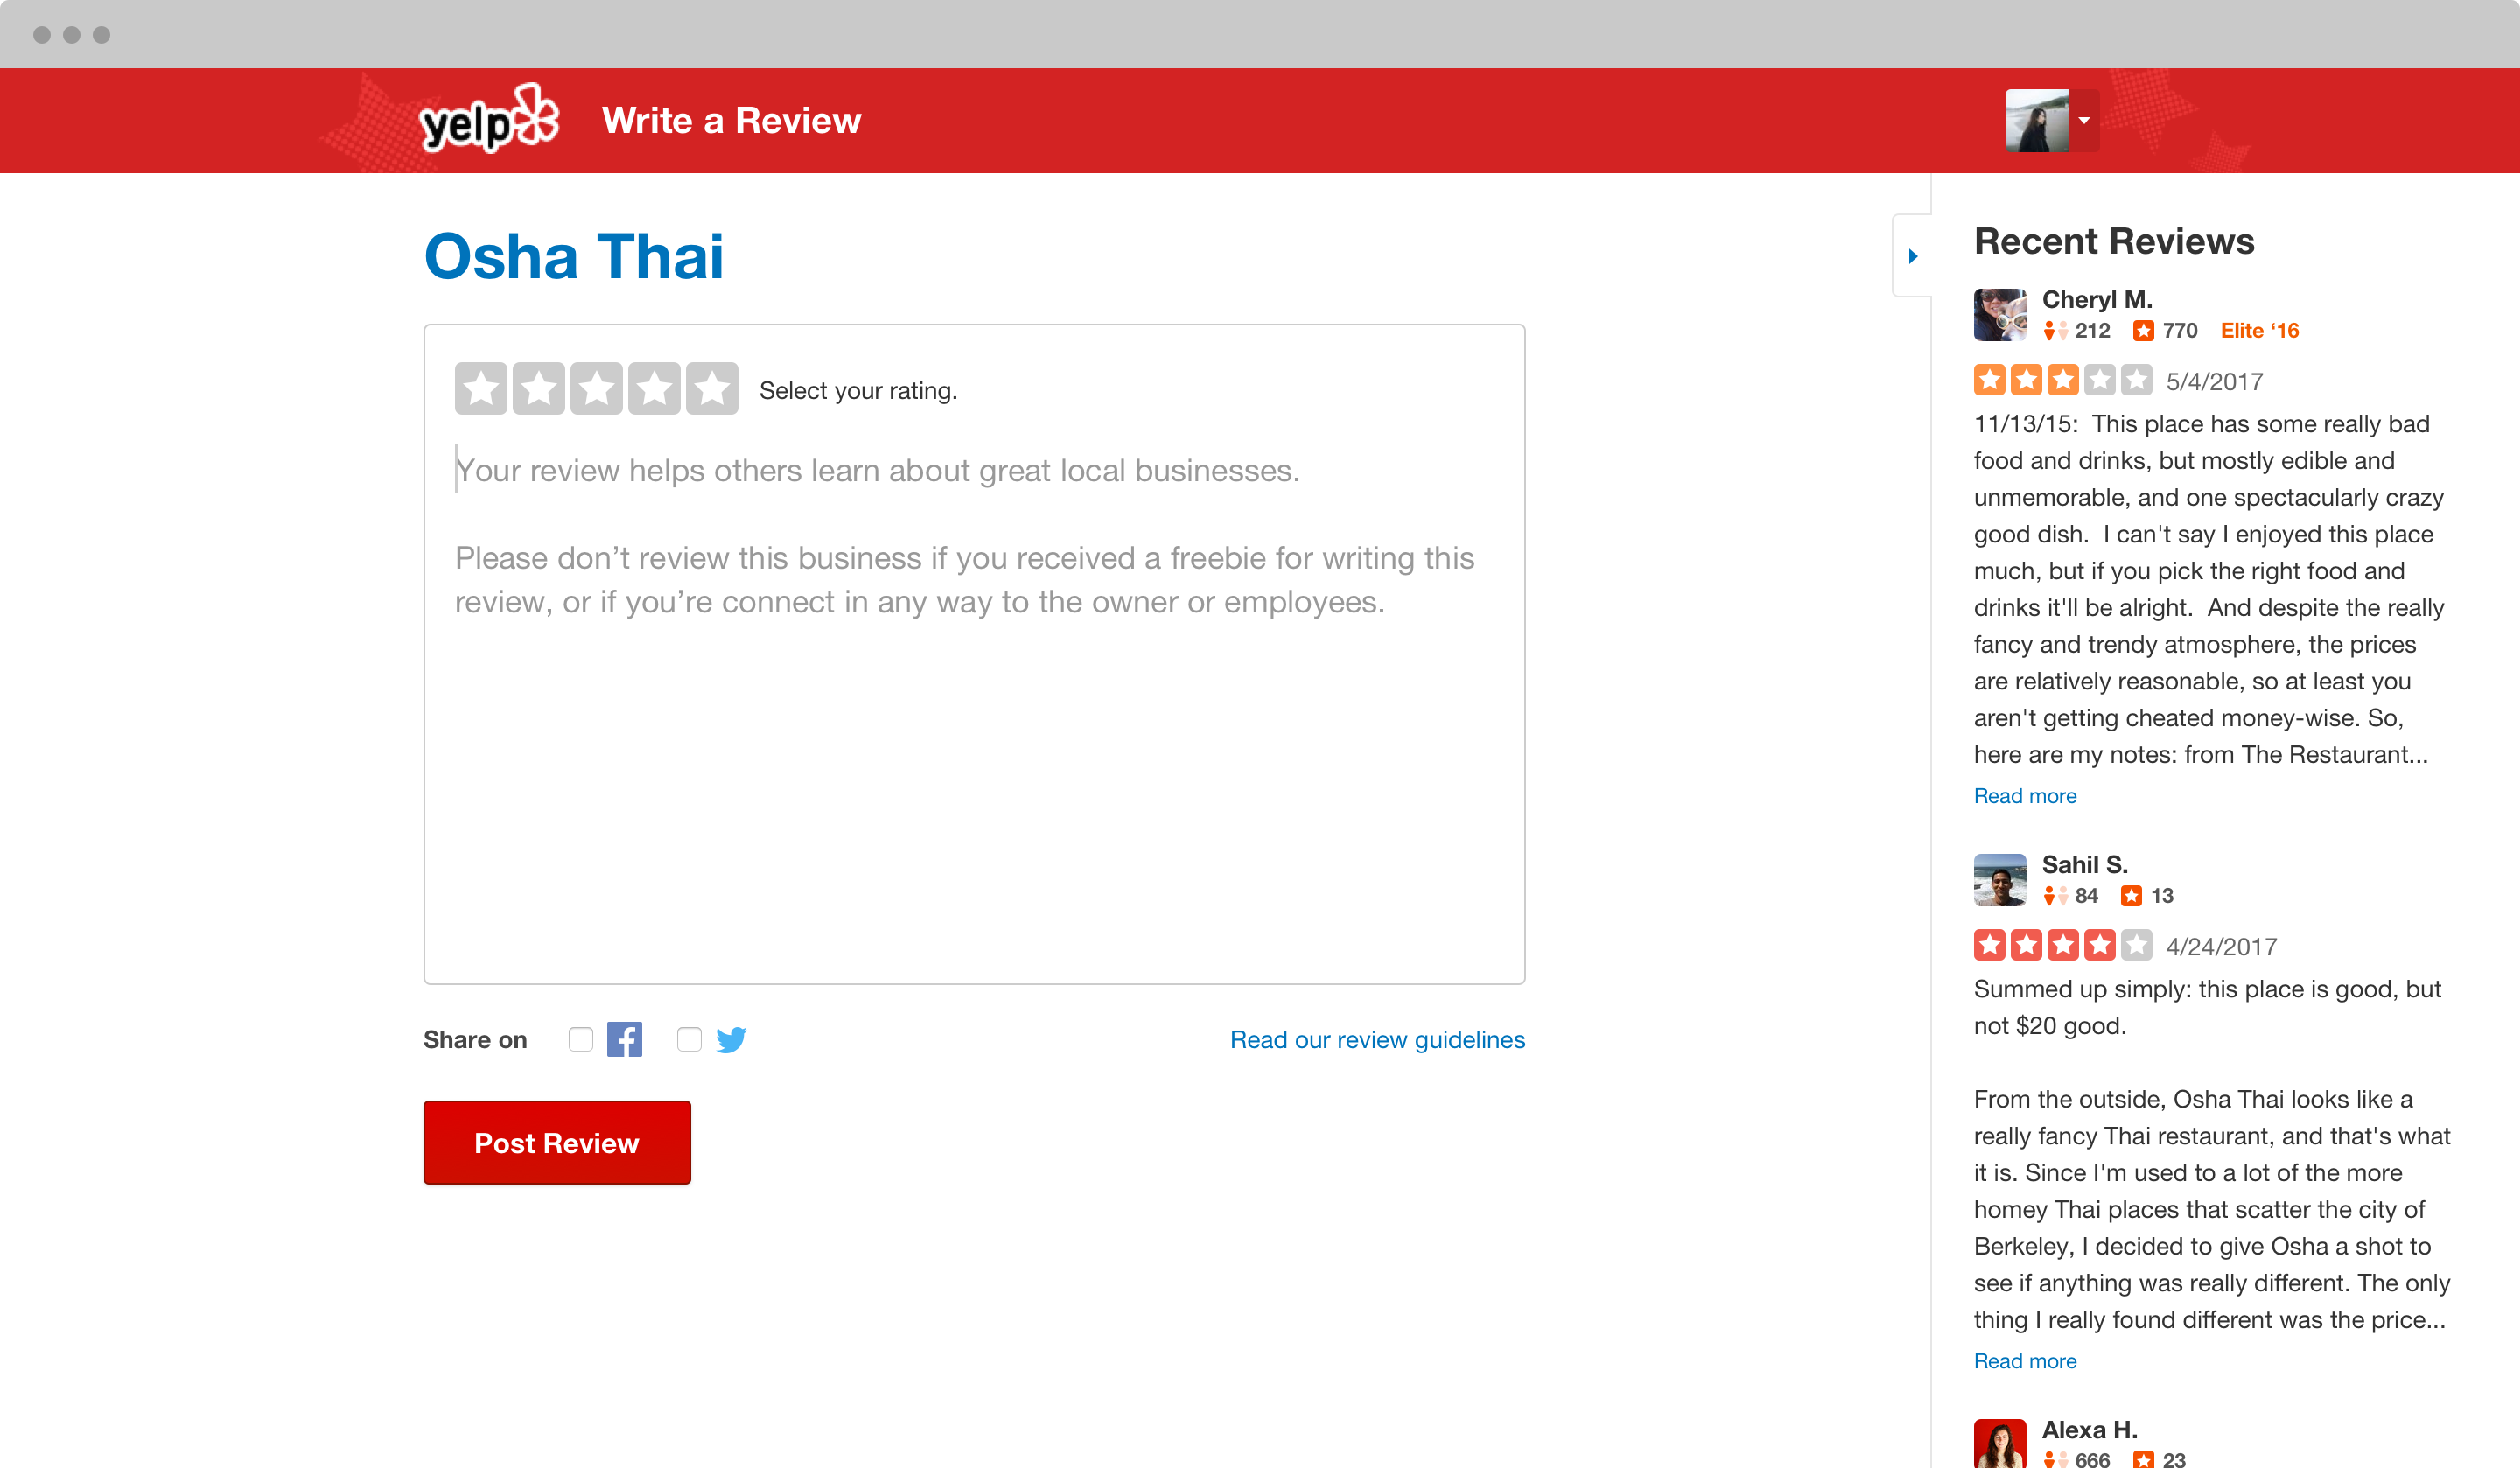 yelp
Write a Review
Osha Thai
Select your rating.
Your review helps others learn about great local businesses.
Please don’t review this business if you received a freebie for writing this
review, or if you’re connect in any way to the owner or employees.
Share on
Read our review guidelines
Post Review
Recent Reviews
Cheryl M.
212 770 Elite ‘16
5/4/2017
11/13/15:  This place has some really bad
food and drinks, but mostly edible and
unmemorable, and one spectacularly crazy
good dish.  I can't say I enjoyed this place
much, but if you pick the right food and
drinks it'll be alright.  And despite the really
fancy and trendy atmosphere, the prices
are relatively reasonable, so at least you
aren't getting cheated money-wise. So,
here are my notes: from The Restaurant...
Read more
Sahil S.
84 13
4/24/2017
Summed up simply: this place is good, but
not $20 good.
From the outside, Osha Thai looks like a
really fancy Thai restaurant, and that's what
it is. Since I'm used to a lot of the more
homey Thai places that scatter the city of
Berkeley, I decided to give Osha a shot to
see if anything was really different. The only
thing I really found different was the price...
Read more
Alexa H.
666 23